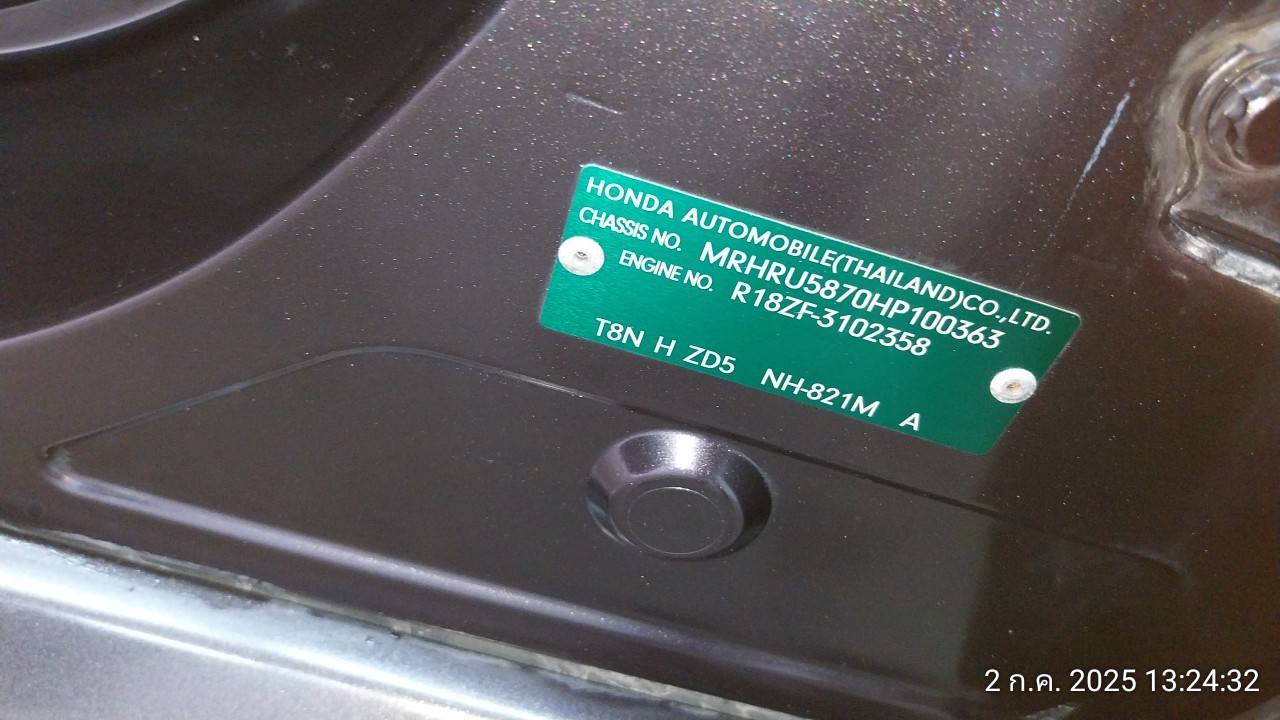 HONDA AUTOMOBILE(THAILAND)CO.,LTD.
CHASSIS NO. MRHRU5870HP100363
ENGINE NO. R18ZF-3102358
T8N H ZD5 NH-821M A
2 ก.ค. 2025 13:24:32